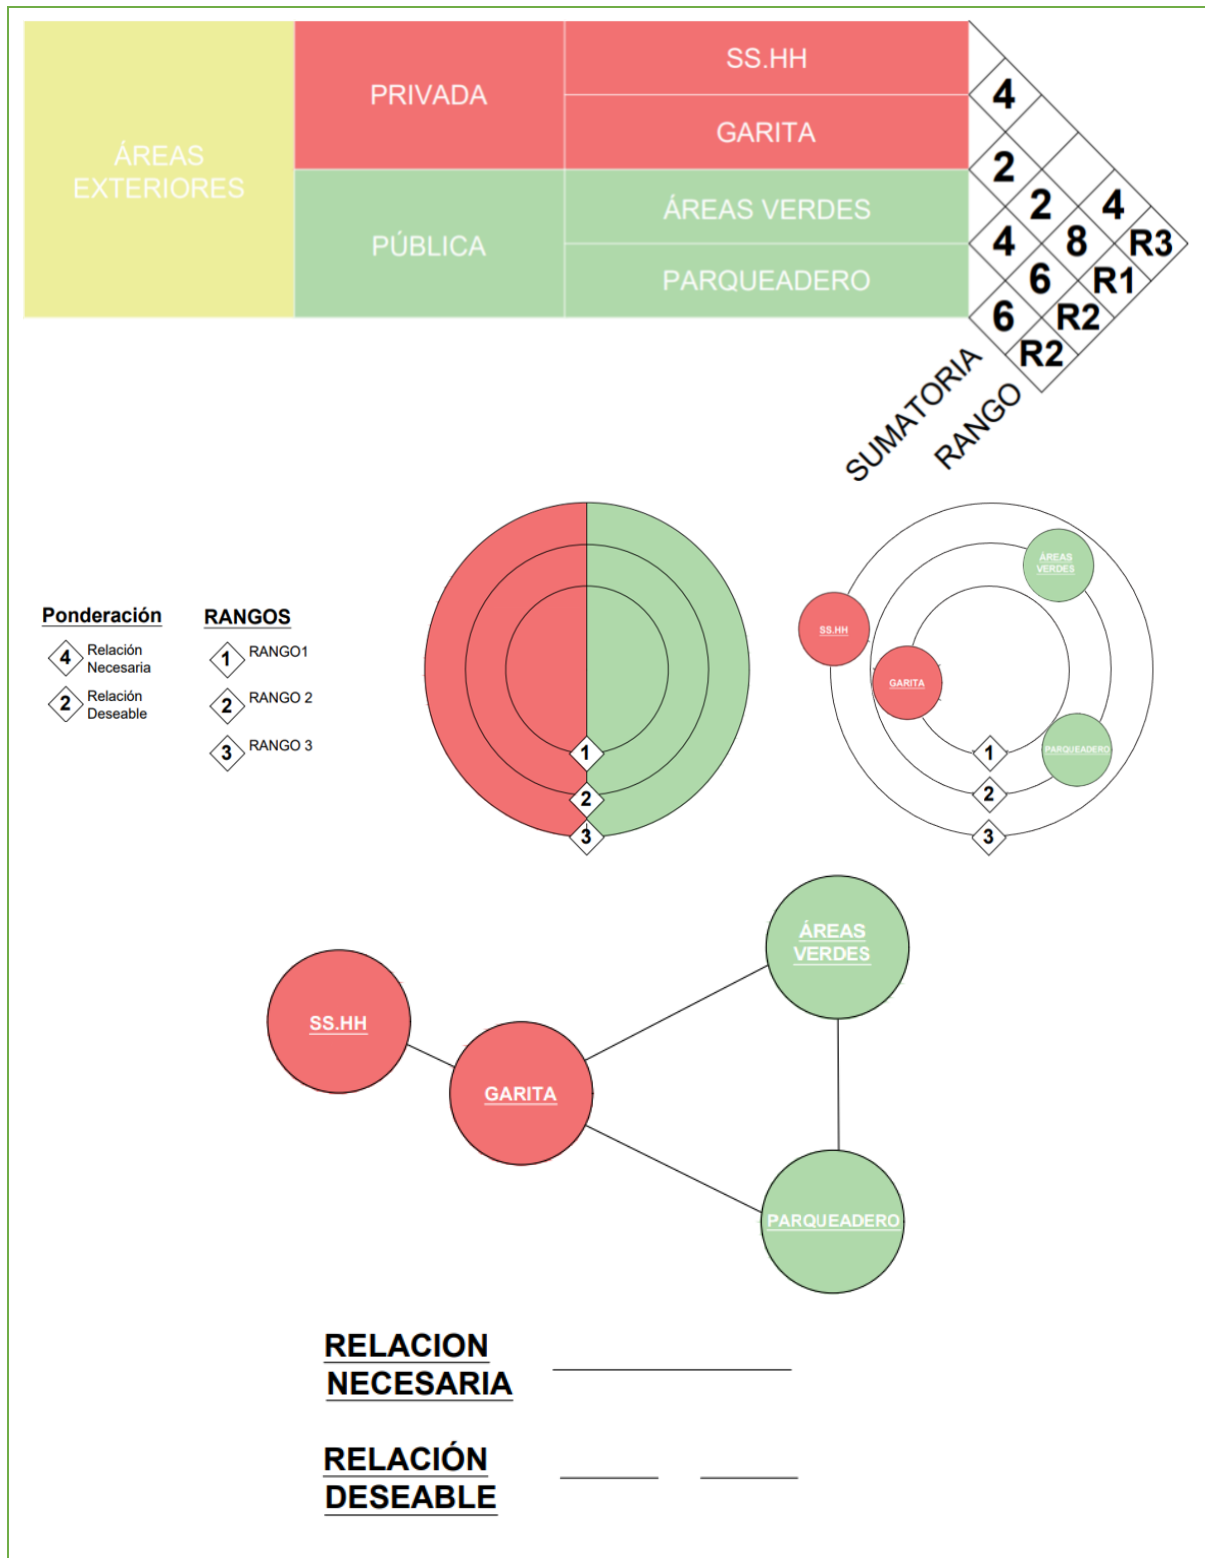 ÁREAS
EXTERIORES
PRIVADA
PÚBLICA
SS.HH
GARITA
ÁREAS VERDES
PARQUEADERO
4
2
2
4
4
8
R3
6
R1
6
R2
R2
SUMATORIA
RANGO
Ponderación
4 Relación
Necesaria
2 Relación
Deseable
RANGOS
1 RANGO1
2 RANGO 2
3 RANGO 3
1
2
3
ÁREAS
VERDES
SS.HH
GARITA
PARQUEADERO
1
2
3
ÁREAS
VERDES
SS.HH
GARITA
PARQUEADERO
RELACION
NECESARIA
RELACIÓN
DESEABLE